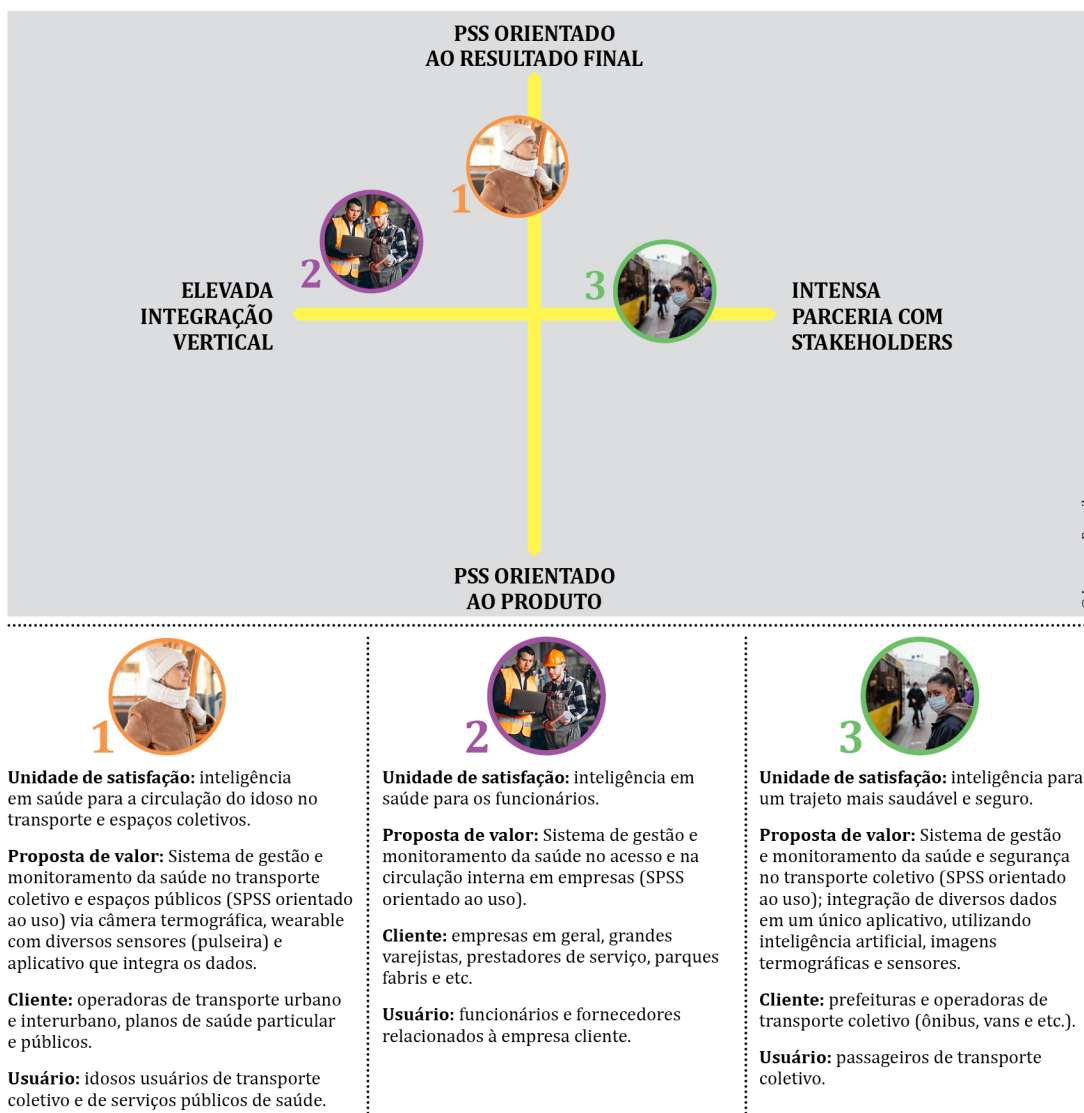 PSS ORIENTADO
AO RESULTADO FINAL
1
2
3
ELEVADA
INTEGRAÇÃO
VERTICAL
INTENSA
PARCERIA COM
STAKEHOLDERS
PSS ORIENTADO
AO PRODUTO
1
Unidade de satisfação: inteligência
em saúde para a circulação do idoso no
transporte e espaços coletivos.
Proposta de valor: Sistema de gestão e
monitoramento da saúde no transporte
coletivo e espaços públicos (SPSS orientado
ao uso) via câmera termográfica, wearable
com diversos sensores (pulseira) e
aplicativo que integra os dados.
Cliente: operadoras de transporte urbano
e interurbano, planos de saúde particular
e públicos.
Usuário: idosos usuários de transporte
coletivo e de serviços públicos de saúde.
2
Unidade de satisfação: inteligência em
saúde para os funcionários.
Proposta de valor: Sistema de gestão e
monitoramento da saúde no acesso e na
circulação interna em empresas (SPSS
orientado ao uso).
Cliente: empresas em geral, grandes
varejistas, prestadores de serviço, parques
fabris e etc.
Usuário: funcionários e fornecedores
relacionados à empresa cliente.
3
Unidade de satisfação: inteligência para
um trajeto mais saudável e seguro.
Proposta de valor: Sistema de gestão
e monitoramento da saúde e segurança
no transporte coletivo (SPSS orientado
ao uso); integração de diversos dados
em um único aplicativo, utilizando
inteligência artificial, imagens
termográficas e sensores.
Cliente: prefeituras e operadoras de
transporte coletivo (ônibus, vans e etc.).
Usuário: passageiros de transporte
coletivo.